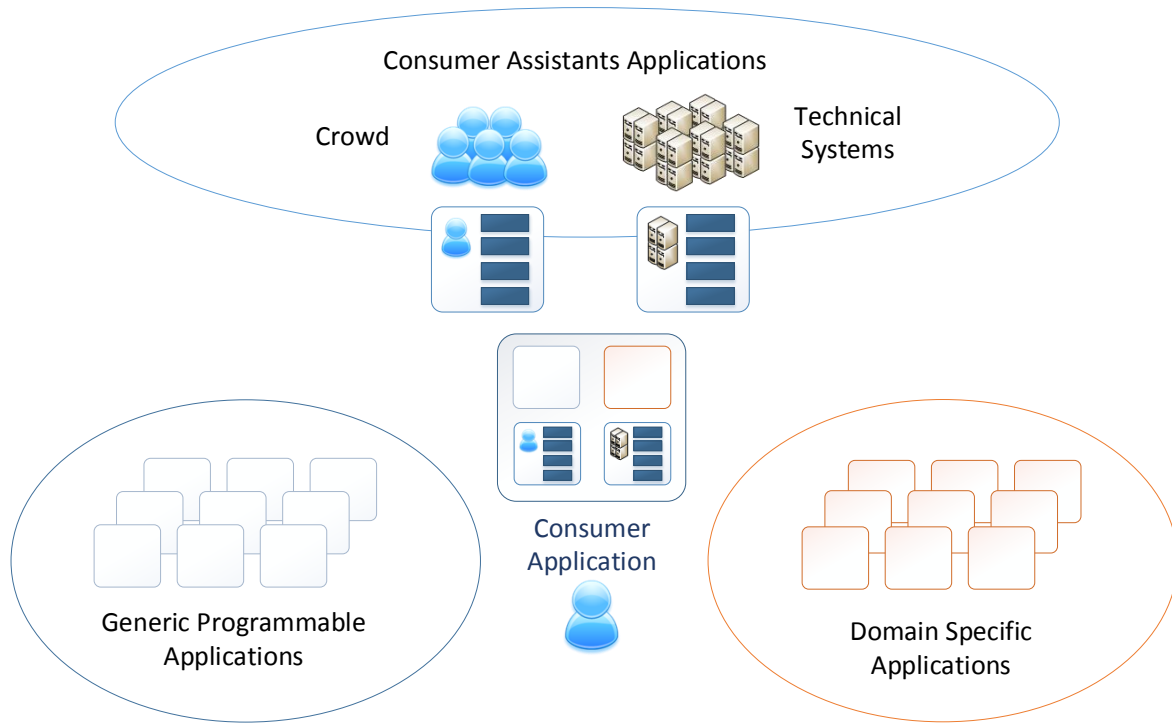 Consumer Assistants Applications
Crowd
Technical
Systems
Consumer
Application
Generic Programmable
Applications
Domain Specific
Applications